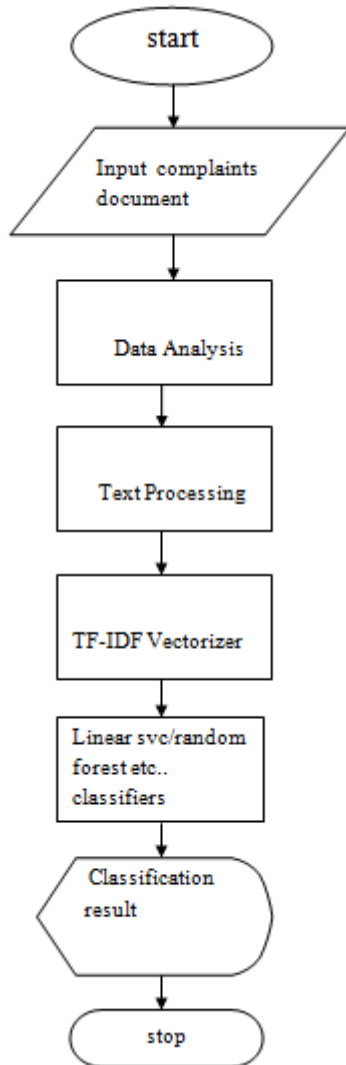 start
Input complaints
document
Data Analysis
Text Processing
TF-IDF Vectorizer
Linear svc/random
forest etc..
classifiers
Classification
result
stop